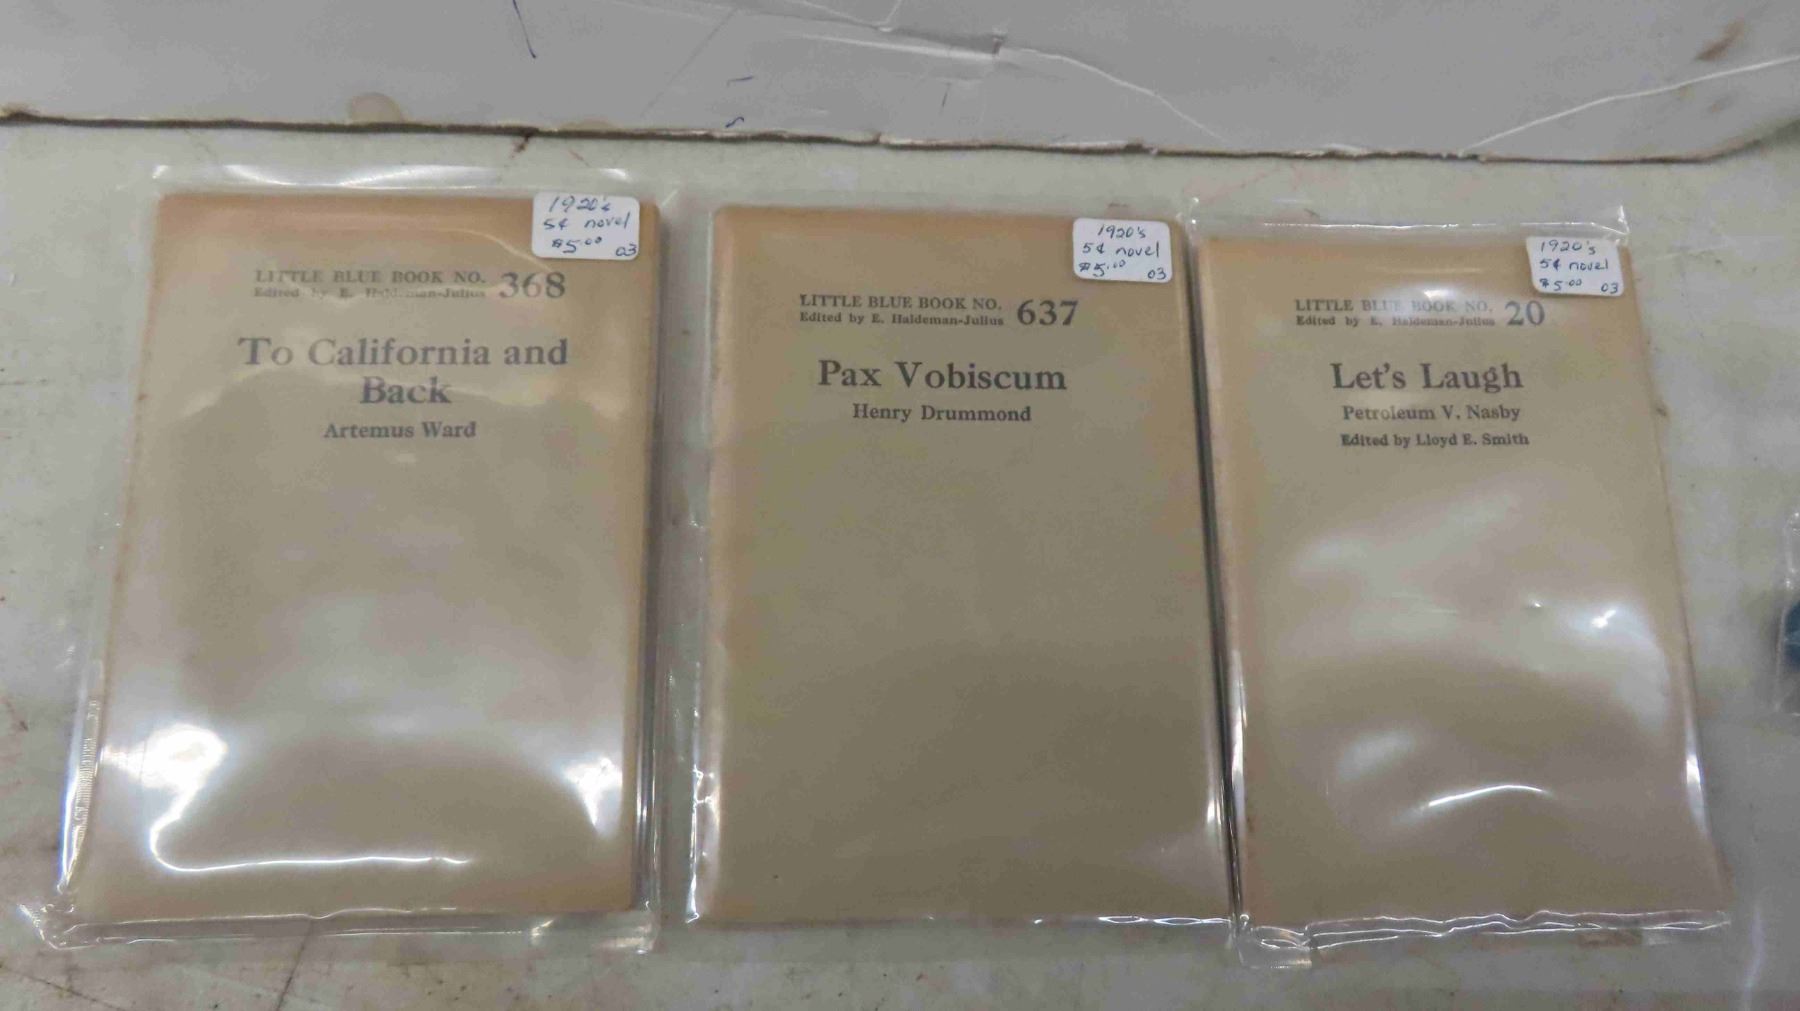 1920's
5¢ novel
$5.00 03
LITTLE BLUE BOOK NO. 368
Edited by E. Haldeman-Julius
To California and
Back
Artemus Ward
1920's
5¢ novel
$5.00 03
LITTLE BLUE BOOK NO. 637
Edited by E. Haldeman-Julius
Pax Vobiscum
Henry Drummond
1920's
5¢ novel
$5.00 03
LITTLE BLUE BOOK NO. 20
Edited by E. Haldeman-Julius
Let's Laugh
Petroleum V. Nasby
Edited by Lloyd E. Smith